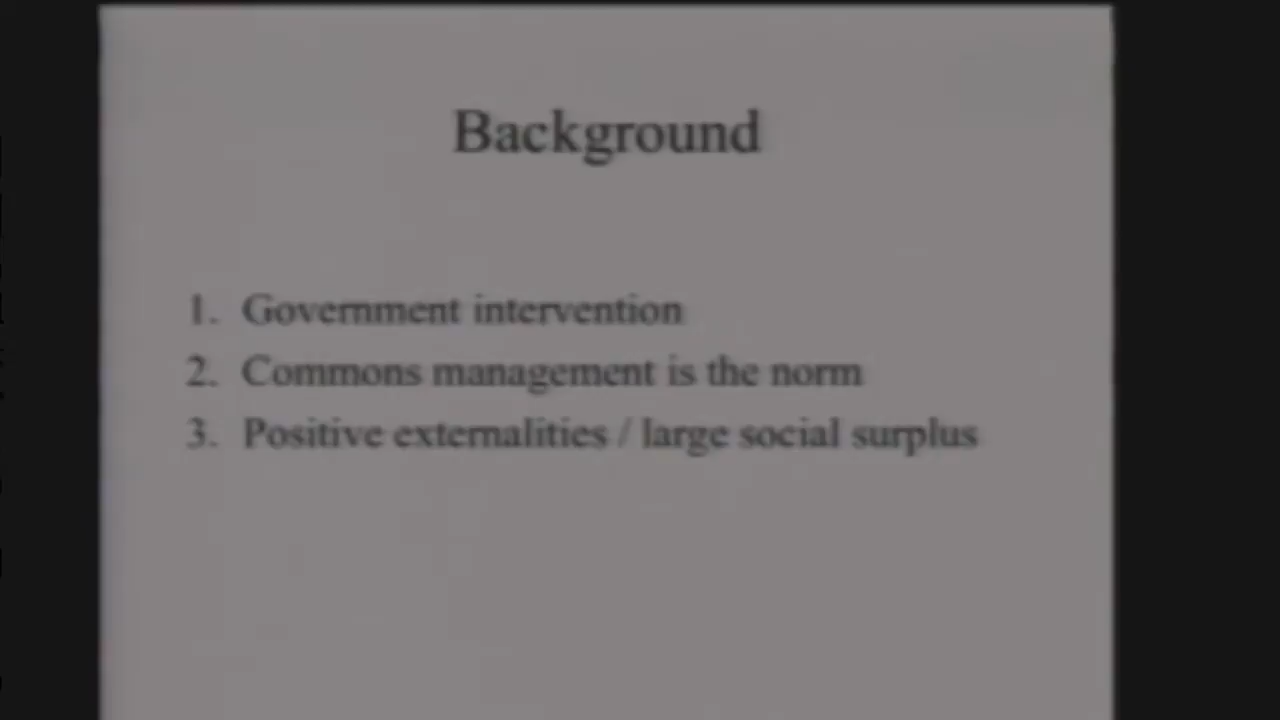 Background
1. Government intervention
2. Commons management is the norm
3. Positive externalities / large social surplus